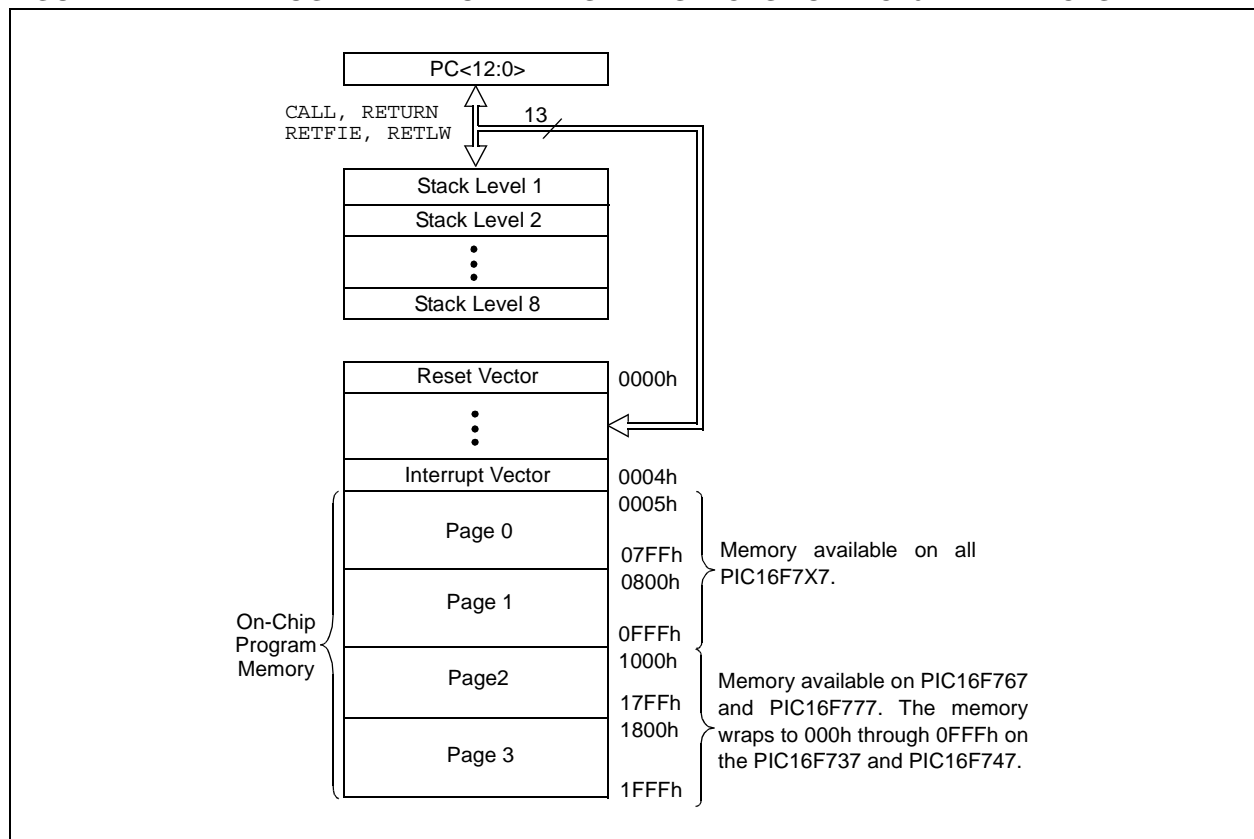 PC<12:0>
CALL, RETURN
RETFIE, RETLW
13
Stack Level 1
Stack Level 2
Stack Level 8
Reset Vector
0000h
Interrupt Vector
0004h
0005h
Page 0
07FFh
Memory available on all
PIC16F7X7.
0800h
Page 1
0FFFh
On-Chip
Program
Memory
1000h
Page2
17FFh
Memory available on PIC16F767
and PIC16F777. The memory
wraps to 000h through 0FFFh on
the PIC16F737 and PIC16F747.
1800h
Page 3
1FFFh